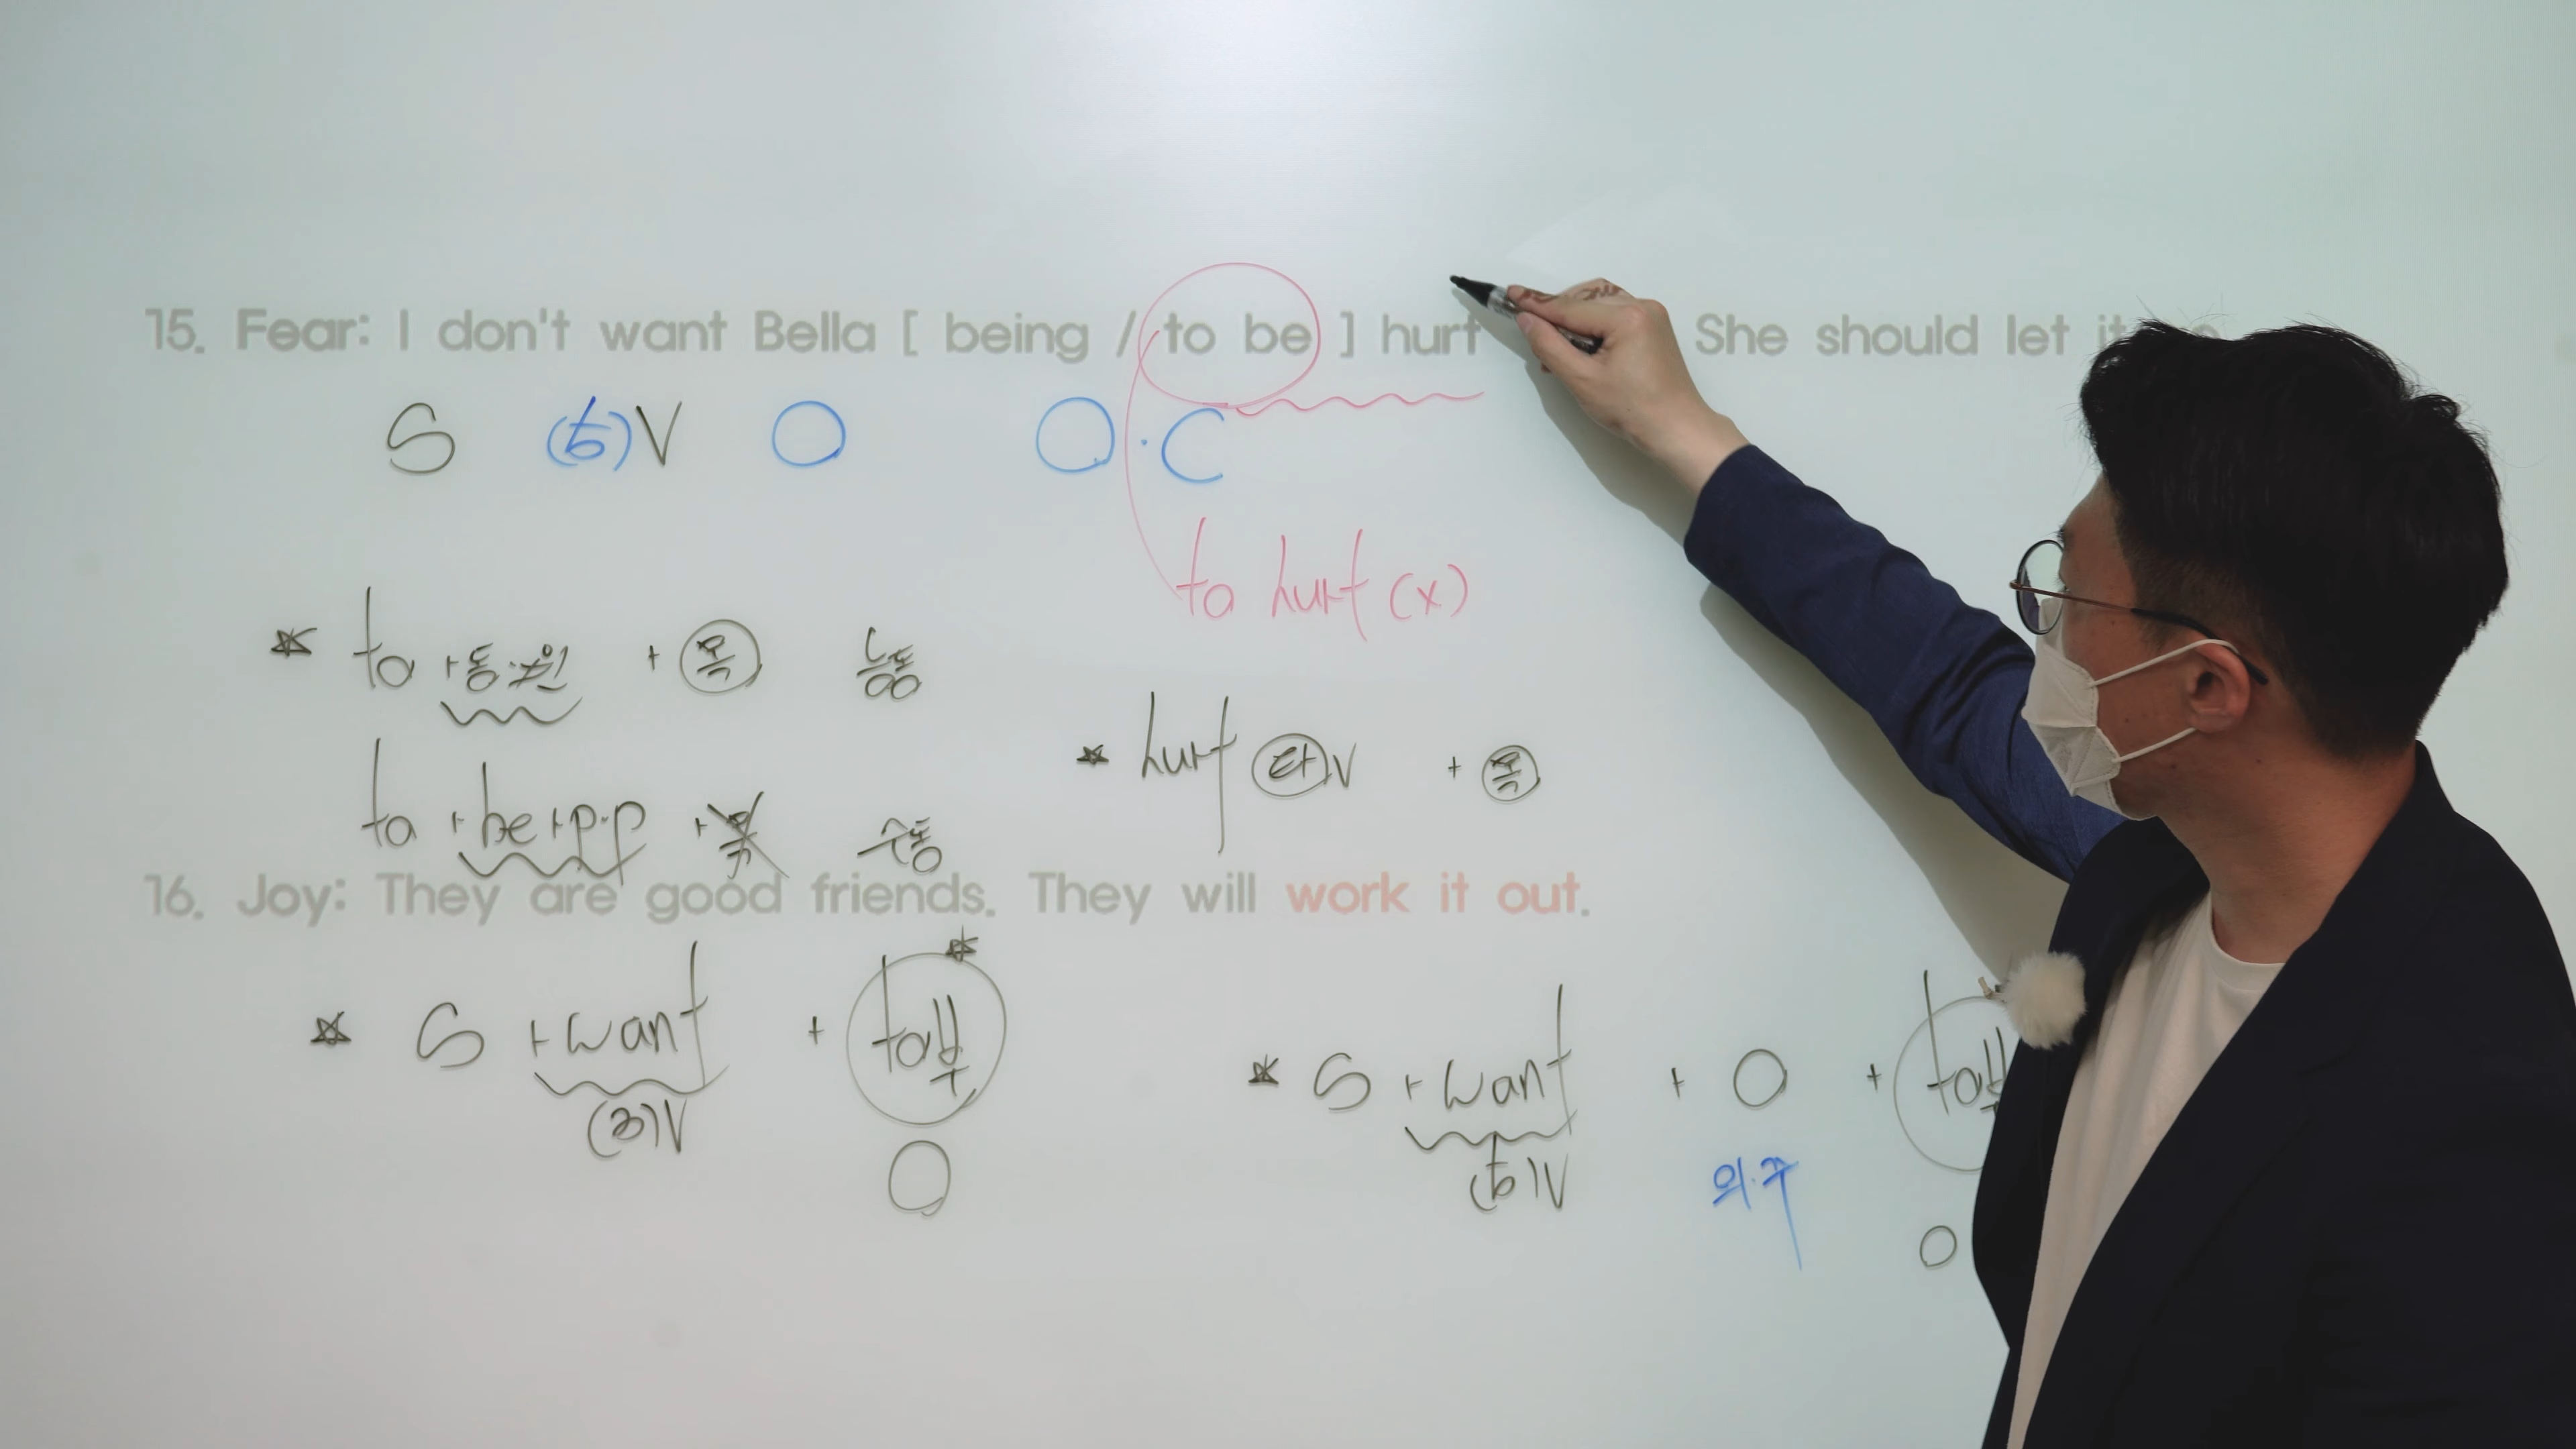 15. Fear: I don't want Bella [ being / to be ] hurt She should let it
S (5)V O O.C
to hurt (x)
☆ to +동.원 + 목 능동
☆ hurt 타V + 목
to +be+p.p +목 수동
16. Joy: They are good friends. They will work it out.
☆ S +want + to부 ☆
(3)V O
☆ S +want + O + to부
(5)V 의.주 O